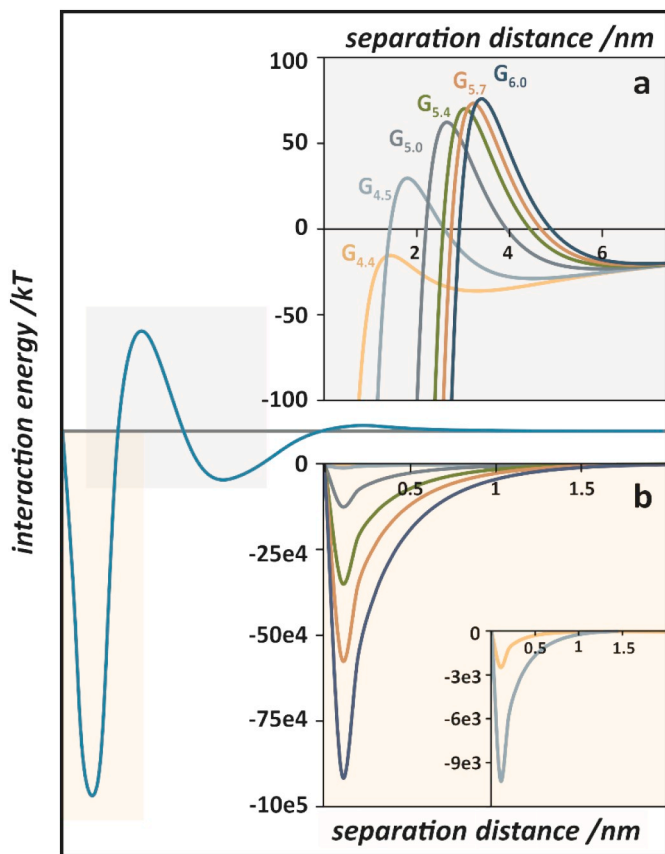 separation distance /nm
a
100
50
0
-50
-100
2
4
6
G4.4
G4.5
G5.0
G5.4
G5.7
G6.0
interaction energy /kT
b
0
-25e4
-50e4
-75e4
-10e5
0.5
1
1.5
0
-3e3
-6e3
-9e3
0.5
1
1.5
separation distance /nm